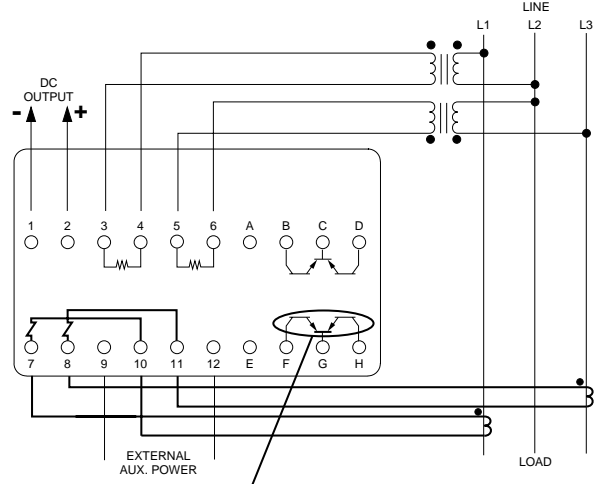 LINE
L1 L2 L3
DC
OUTPUT
- +
1 2 3 4 5 6 A B C D
7 8 9 10 11 12 E F G H
EXTERNAL
AUX. POWER
LOAD